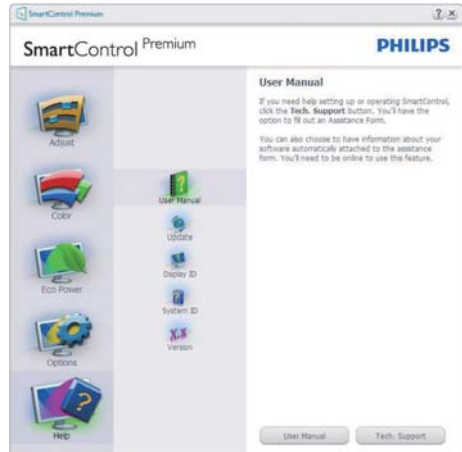 SmartControl Premium
SmartControl Premium
PHILIPS
Adjust
Color
Eco Power
Options
Help
User Manual
Update
Display ID
System ID
X.X
Version
User Manual
If you need help setting up or operating SmartControl,
click the Tech. Support button. You'll have the
option to fill out an Assistance Form.
You can also choose to have information about your
software automatically attached to the assistance
form. You'll need to be online to use this feature.
User Manual
Tech. Support